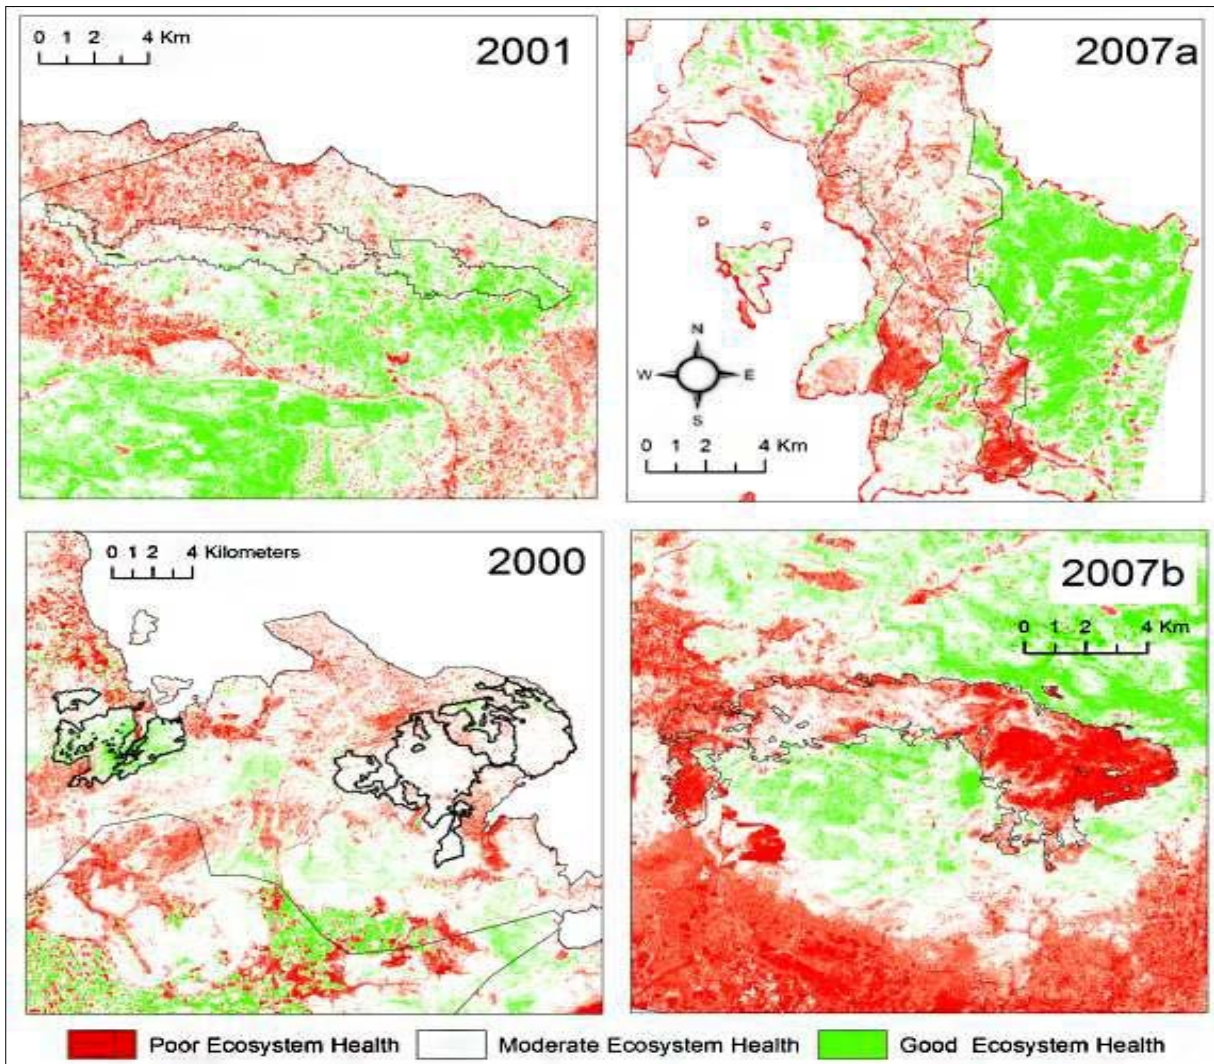 0 1 2 4 Km
2001
2007a
N
W E
S
0 1 2 4 Km
0 1 2 4 Kilometers
2000
2007b
0 1 2 4 Km
Poor Ecosystem Health Moderate Ecosystem Health Good Ecosystem Health